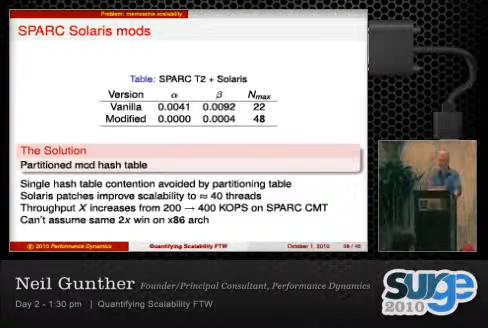 Problem: memcache scalability
SPARC Solaris mods
Table: SPARC T2 + Solaris
Version α β Nmax
Vanilla 0.0041 0.0092 22
Modified 0.0000 0.0004 48
The Solution
Partitioned mcd hash table
Single hash table contention avoided by partitioning table
Solaris patches improve scalability to ≈ 40 threads
Throughput X increases from 200 → 400 KOPS on SPARC CMT
Can't assume same 2x win on x86 arch
© 2010 Performance Dynamics Quantifying Scalability FTW October 1, 2010
Neil Gunther Founder/Principal Consultant, Performance Dynamics
Day 2 - 1:30 pm | Quantifying Scalability FTW
surge
2010